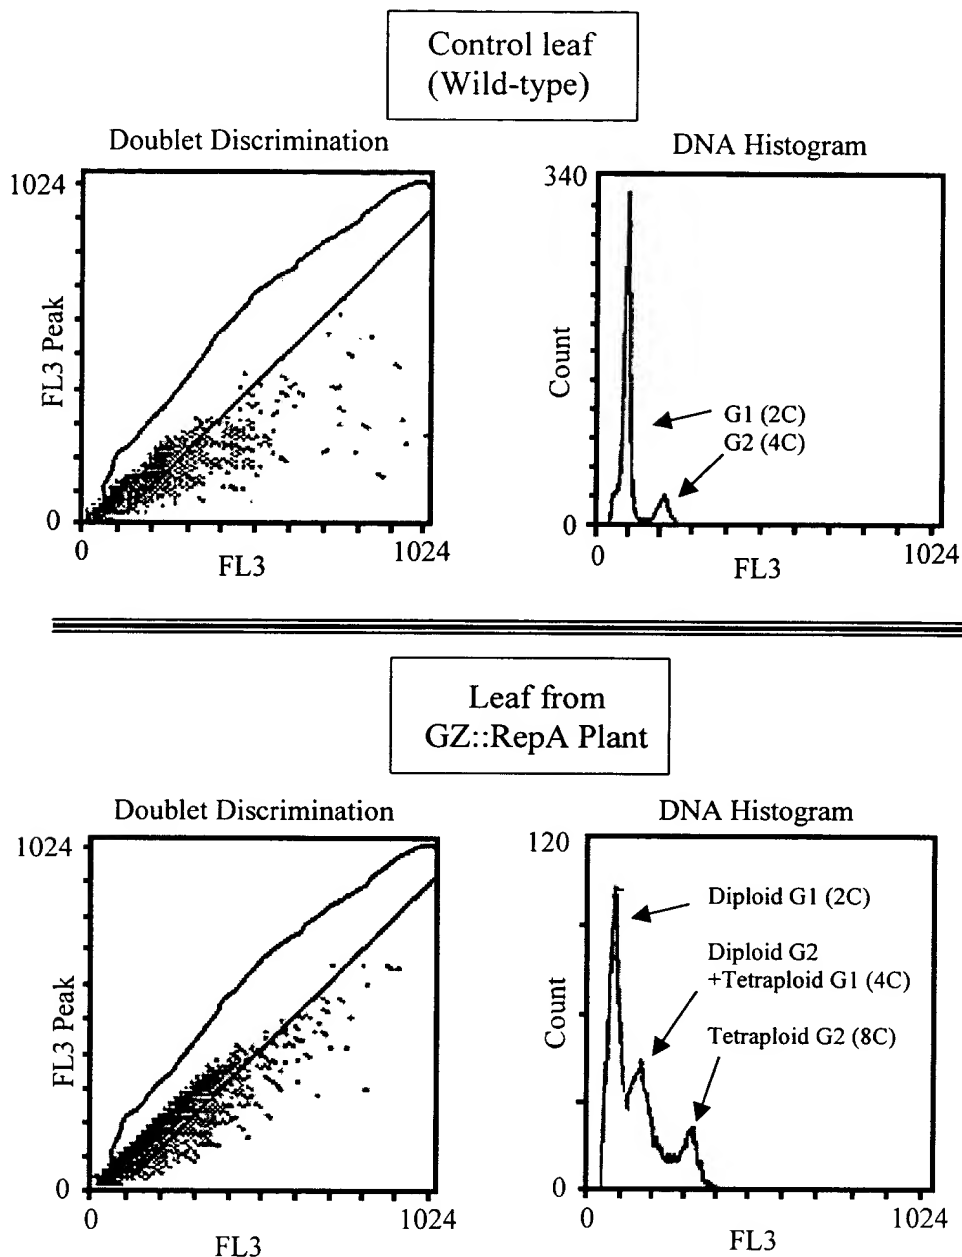 Control leaf
(Wild-type)
Doublet Discrimination
1024
FL3 Peak
0
0
1024
FL3
DNA Histogram
340
Count
G1 (2C)
G2 (4C)
0
0
1024
FL3
Leaf from
GZ::RepA Plant
Doublet Discrimination
1024
FL3 Peak
0
0
1024
FL3
DNA Histogram
120
Count
Diploid G1 (2C)
Diploid G2
+Tetraploid G1 (4C)
Tetraploid G2 (8C)
0
0
1024
FL3